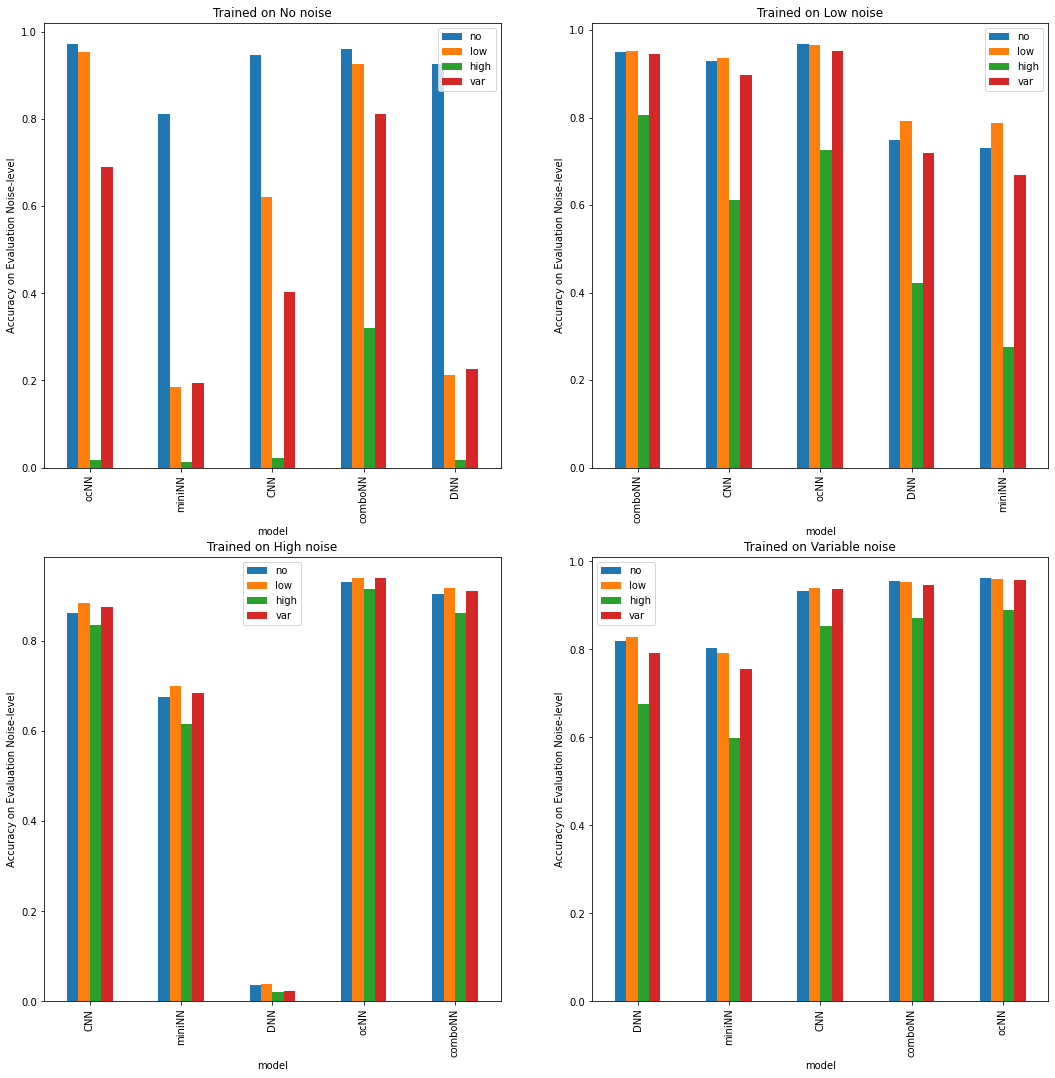 Trained on No noise
Accuracy on Evaluation Noise-level
1.0
0.8
0.6
0.4
0.2
0.0
no
low
high
var
ocNN
miniNN
CNN
comboNN
DNN
model
Trained on Low noise
Accuracy on Evaluation Noise-level
1.0
0.8
0.6
0.4
0.2
0.0
no
low
high
var
comboNN
CNN
ocNN
DNN
miniNN
model
Trained on High noise
Accuracy on Evaluation Noise-level
0.8
0.6
0.4
0.2
0.0
no
low
high
var
CNN
miniNN
DNN
ocNN
comboNN
model
Trained on Variable noise
Accuracy on Evaluation Noise-level
1.0
0.8
0.6
0.4
0.2
0.0
no
low
high
var
DNN
miniNN
CNN
comboNN
ocNN
model